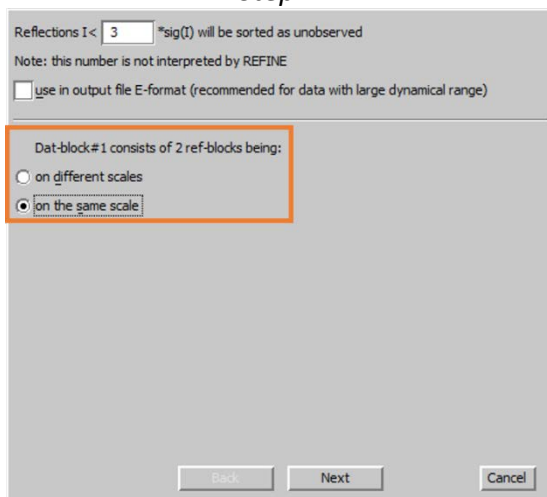 Reflections I< 3 *sig(I) will be sorted as unobserved
Note: this number is not interpreted by REFINE
use in output file E-format (recommended for data with large dynamical range)
Dat-block#1 consists of 2 ref-blocks being:
on different scales
on the same scale
Back Next Cancel